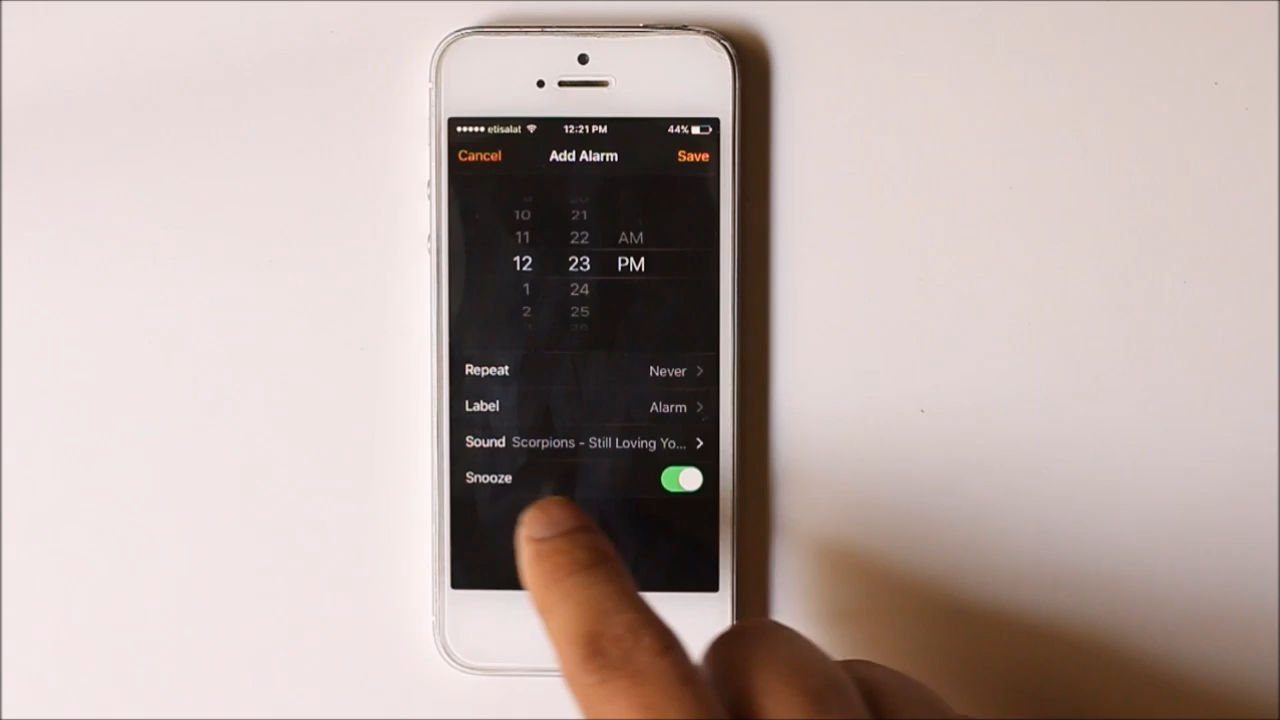 etisalat 12:21 PM 44%
Cancel Add Alarm Save
10 21
11 22 AM
12 23 PM
1 24
2 25
Repeat Never
Label Alarm
Sound Scorpions - Still Loving Yo...
Snooze